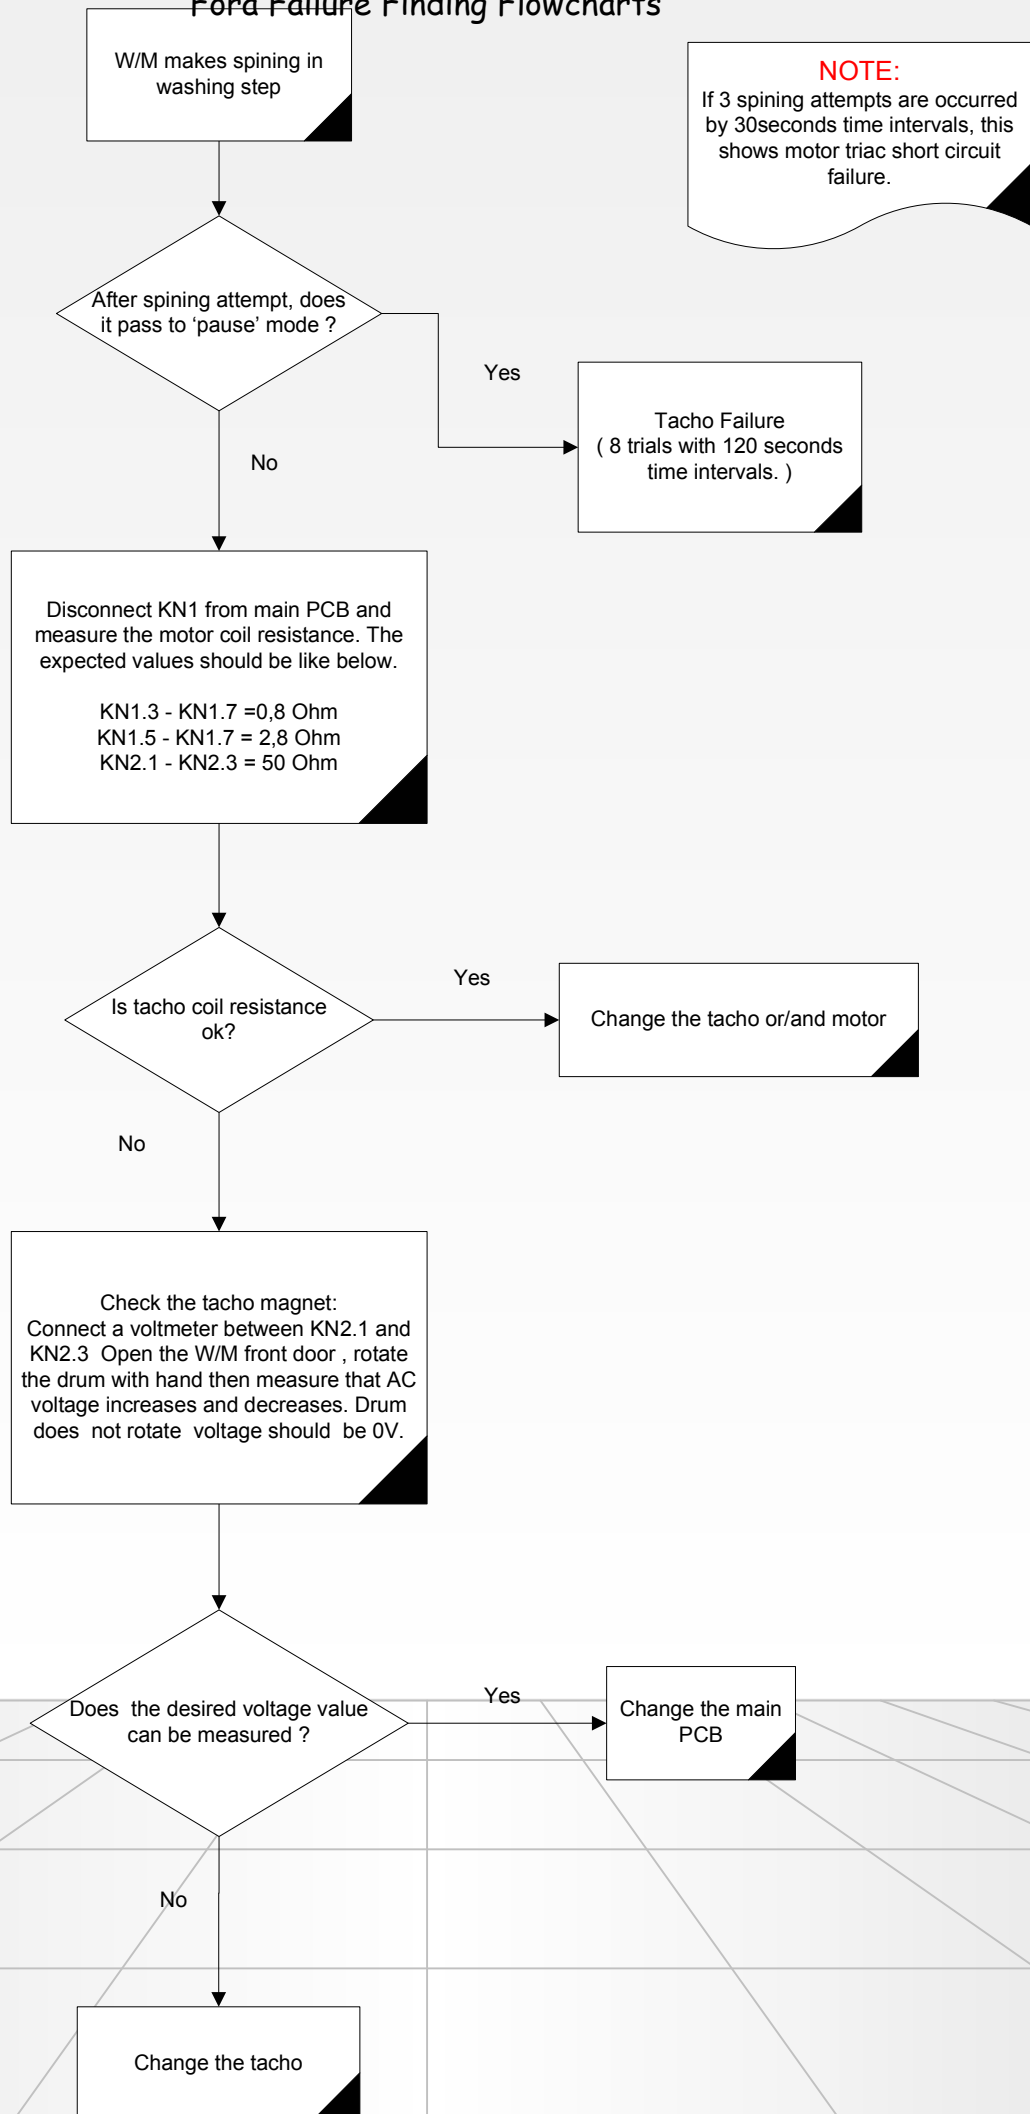 Ford Failure Finding Flowcharts
W/M makes spining in
washing step
NOTE:
If 3 spining attempts are occurred
by 30seconds time intervals, this
shows motor triac short circuit
failure.
After spining attempt, does
it pass to ‘pause’ mode ?
Yes
Tacho Failure
( 8 trials with 120 seconds
time intervals. )
No
Disconnect KN1 from main PCB and
measure the motor coil resistance. The
expected values should be like below.
KN1.3 - KN1.7 =0,8 Ohm
KN1.5 - KN1.7 = 2,8 Ohm
KN2.1 - KN2.3 = 50 Ohm
Is tacho coil resistance
ok?
Yes
Change the tacho or/and motor
No
Check the tacho magnet:
Connect a voltmeter between KN2.1 and
KN2.3  Open the W/M front door , rotate
the drum with hand then measure that AC
voltage increases and decreases. Drum
does  not rotate  voltage should  be 0V.
Does  the desired voltage value
can be measured ?
Yes
Change the main
PCB
No
Change the tacho